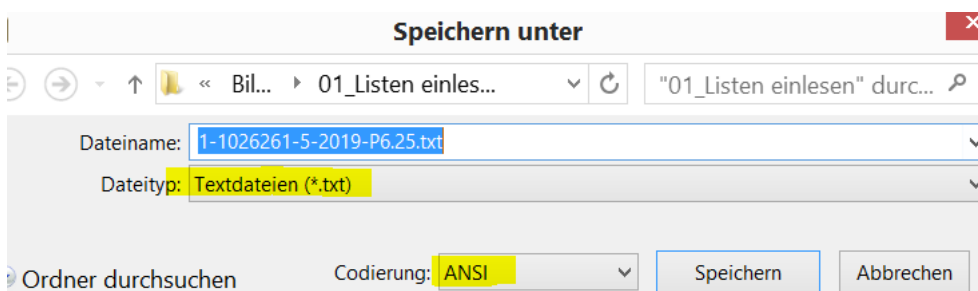 Speichern unter
« Bil... 01_Listen einles... "01_Listen einlesen" durc...
Dateiname: 1-1026261-5-2019-P6.25.txt
Dateityp: Textdateien (*.txt)
Ordner durchsuchen Codierung: ANSI Speichern Abbrechen